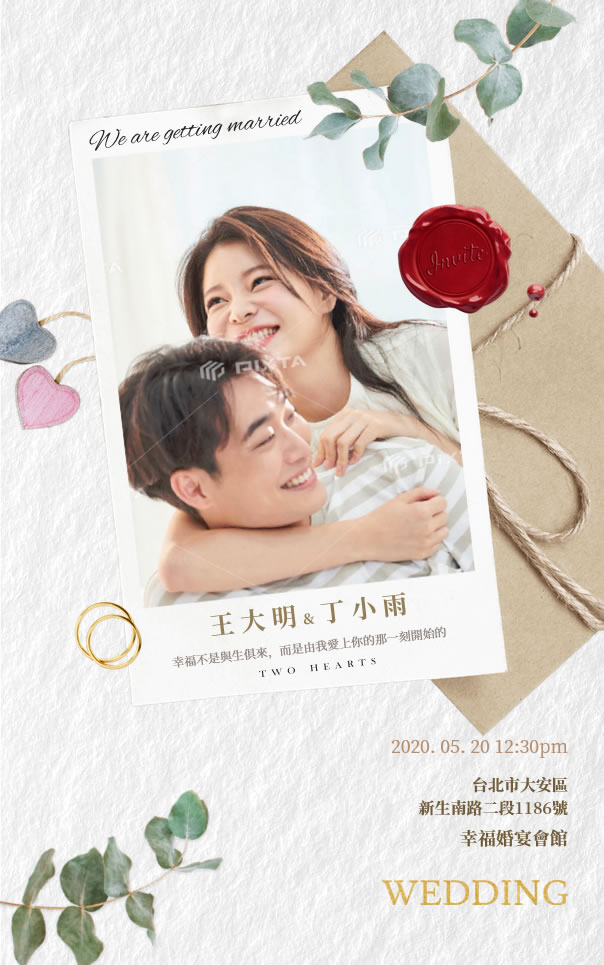 We are getting married
Invite
PIXTA
王大明&丁小雨
幸福不是與生俱來，而是由我愛上你的那一刻開始的
TWO HEARTS
2020. 05. 20 12:30pm
台北市大安區
新生南路二段1186號
幸福婚宴會館
WEDDING